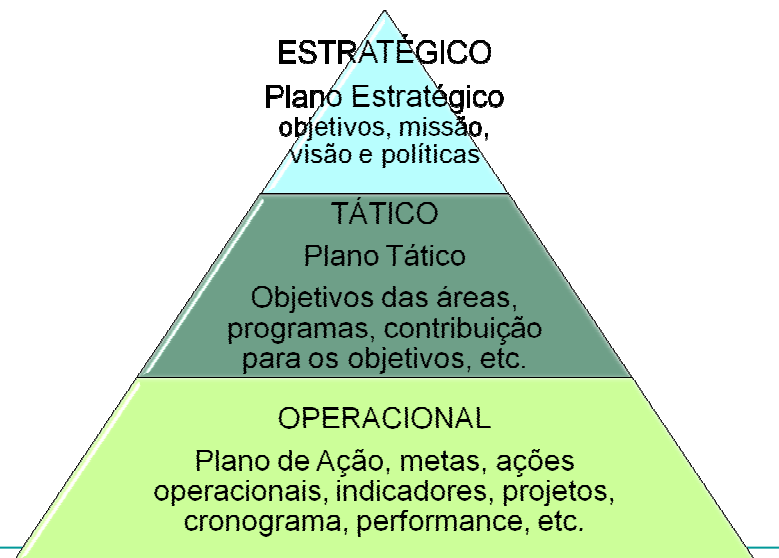 ESTRATÉGICO
Plano Estratégico
objetivos, missão,
visão e políticas
TÁTICO
Plano Tático
Objetivos das áreas,
programas, contribuição
para os objetivos, etc.
OPERACIONAL
Plano de Ação, metas, ações
operacionais, indicadores, projetos,
cronograma, performance, etc.